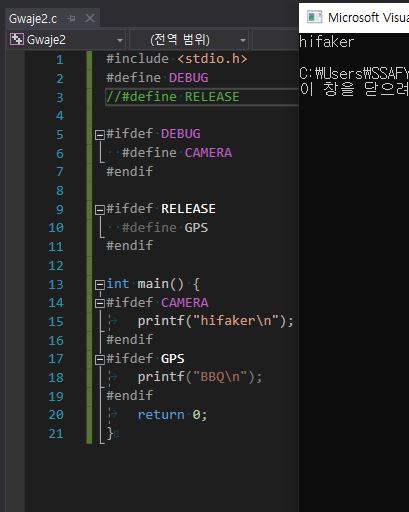 Gwaje2.c
Microsoft Visua
Gwaje2
(전역 범위)
hifaker
C:\Users\SSAFY
이 창을 닫으려
1 #include <stdio.h>
2 #define DEBUG
3 //#define RELEASE
4
5 #ifdef DEBUG
6 #define CAMERA
7 #endif
8
9 #ifdef RELEASE
10 #define GPS
11 #endif
12
13 int main() {
14 #ifdef CAMERA
15 printf("hifaker\n");
16 #endif
17 #ifdef GPS
18 printf("BBQ\n");
19 #endif
20 return 0;
21 }